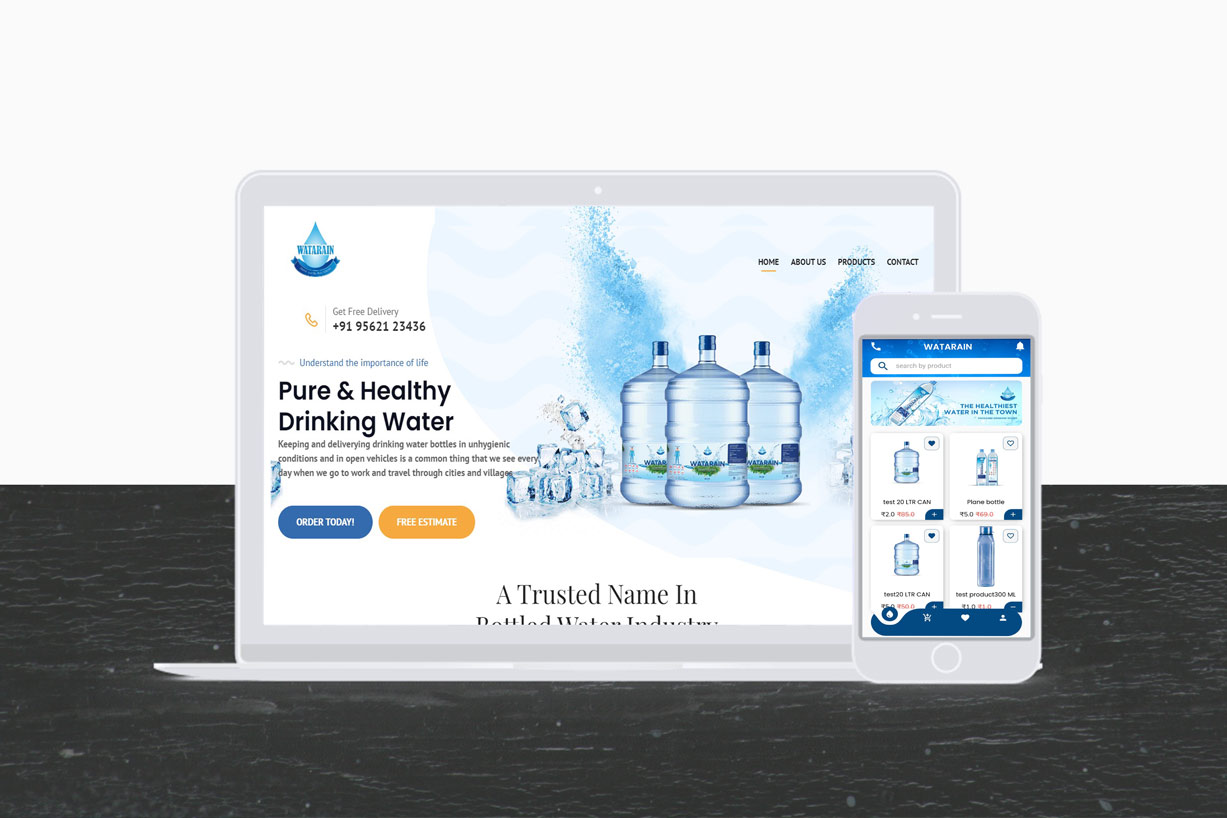 WATARAIN
HOME ABOUT US PRODUCTS CONTACT
Get Free Delivery
+91 95621 23436
Understand the importance of life
Pure & Healthy
Drinking Water
Keeping and deliverying drinking water bottles in unhygienic
conditions and in open vehicles is a common thing that we see every
day when we go to work and travel through cities and villages
ORDER TODAY!
FREE ESTIMATE
WATARAIN
A Trusted Name In
Bottled Water Industry
WATARAIN
search by product
THE HEALTHIEST
WATER IN THE TOWN
test 20 LTR CAN
₹2.0 ₹85.0
Plane bottle
₹5.0 ₹69.0
test20 LTR CAN
₹5.0 ₹50.0
test product300 ML
₹1.0 ₹1.0